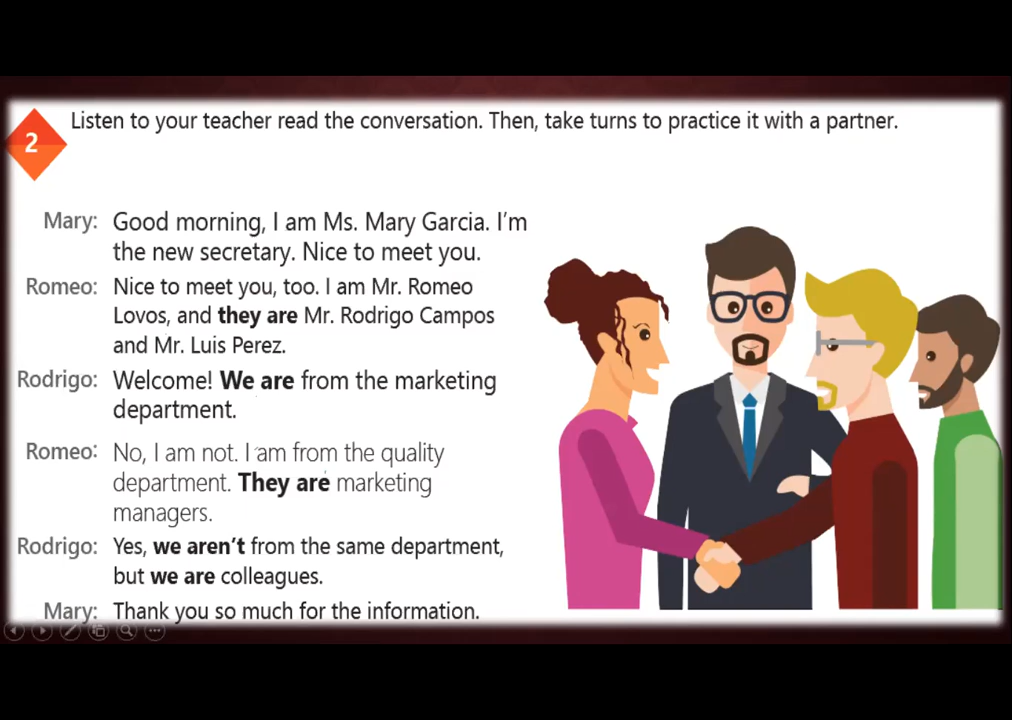 2
Listen to your teacher read the conversation. Then, take turns to practice it with a partner.
Mary: Good morning, I am Ms. Mary Garcia. I'm
the new secretary. Nice to meet you.
Romeo: Nice to meet you, too. I am Mr. Romeo
Lovos, and they are Mr. Rodrigo Campos
and Mr. Luis Perez.
Rodrigo: Welcome! We are from the marketing
department.
Romeo: No, I am not. I am from the quality
department. They are marketing
managers.
Rodrigo: Yes, we aren't from the same department,
but we are colleagues.
Mary: Thank you so much for the information.